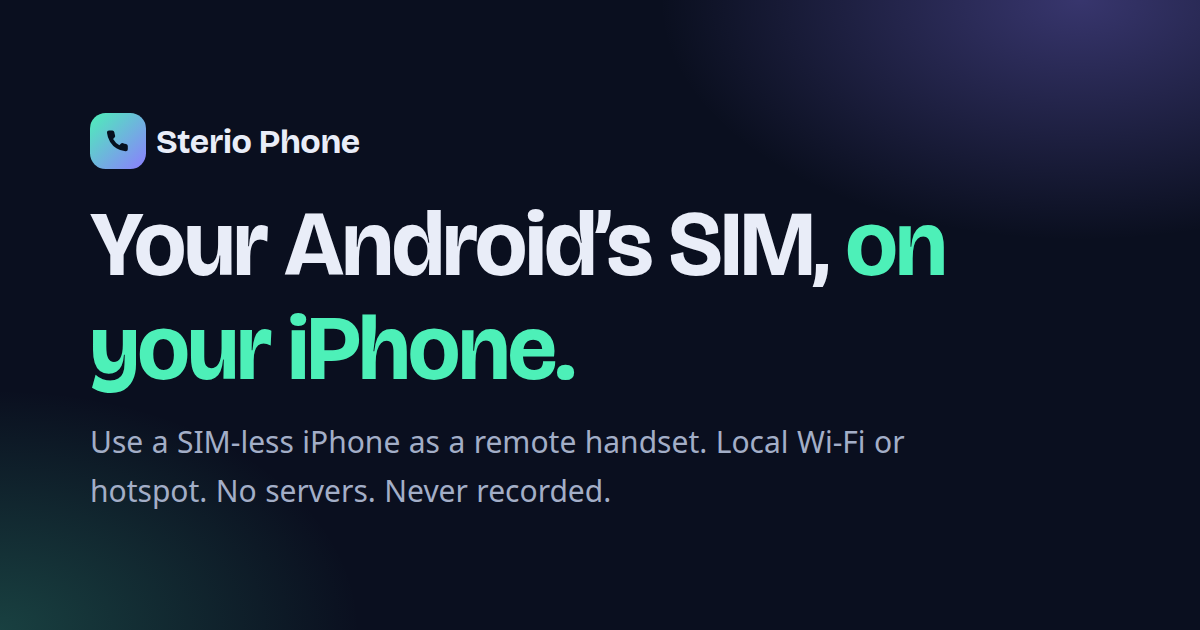 Sterio Phone
Your Android’s SIM, on
your iPhone.
Use a SIM-less iPhone as a remote handset. Local Wi-Fi or
hotspot. No servers. Never recorded.